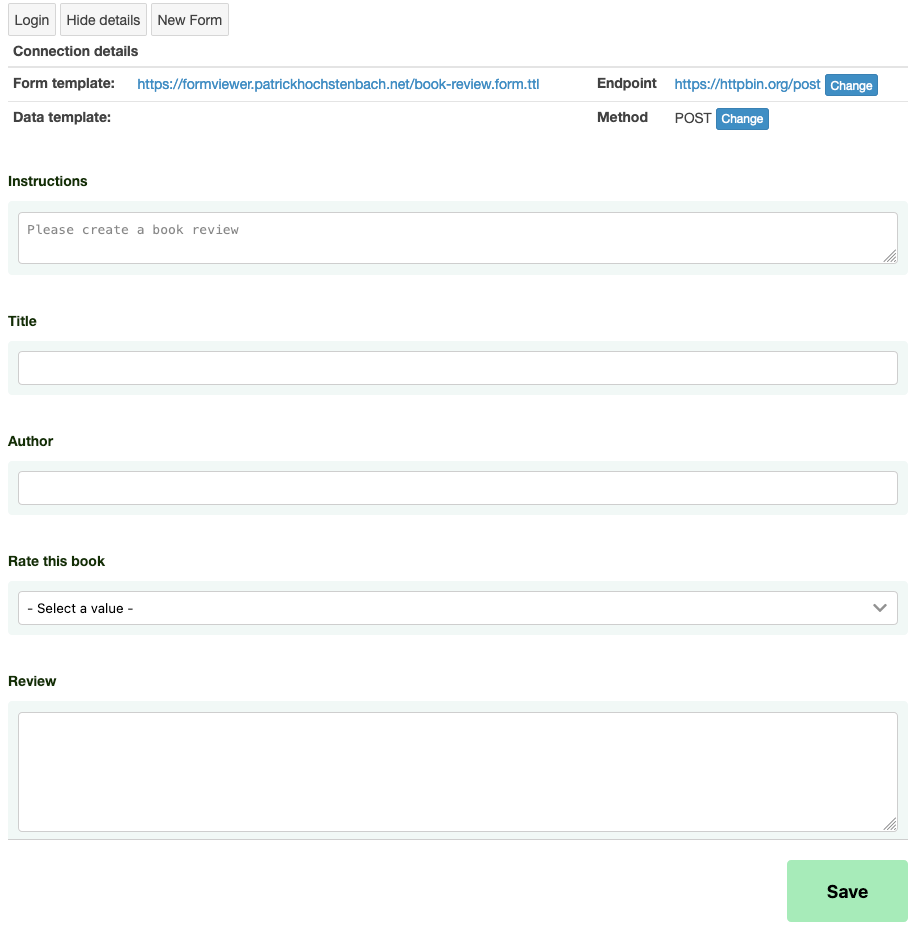 Login Hide details New Form
Connection details
Form template: https://formviewer.patrickhochstenbach.net/book-review.form.ttl Endpoint https://httpbin.org/post Change
Data template: Method POST Change
Instructions
Please create a book review
Title
Author
Rate this book
- Select a value -
Review
Save